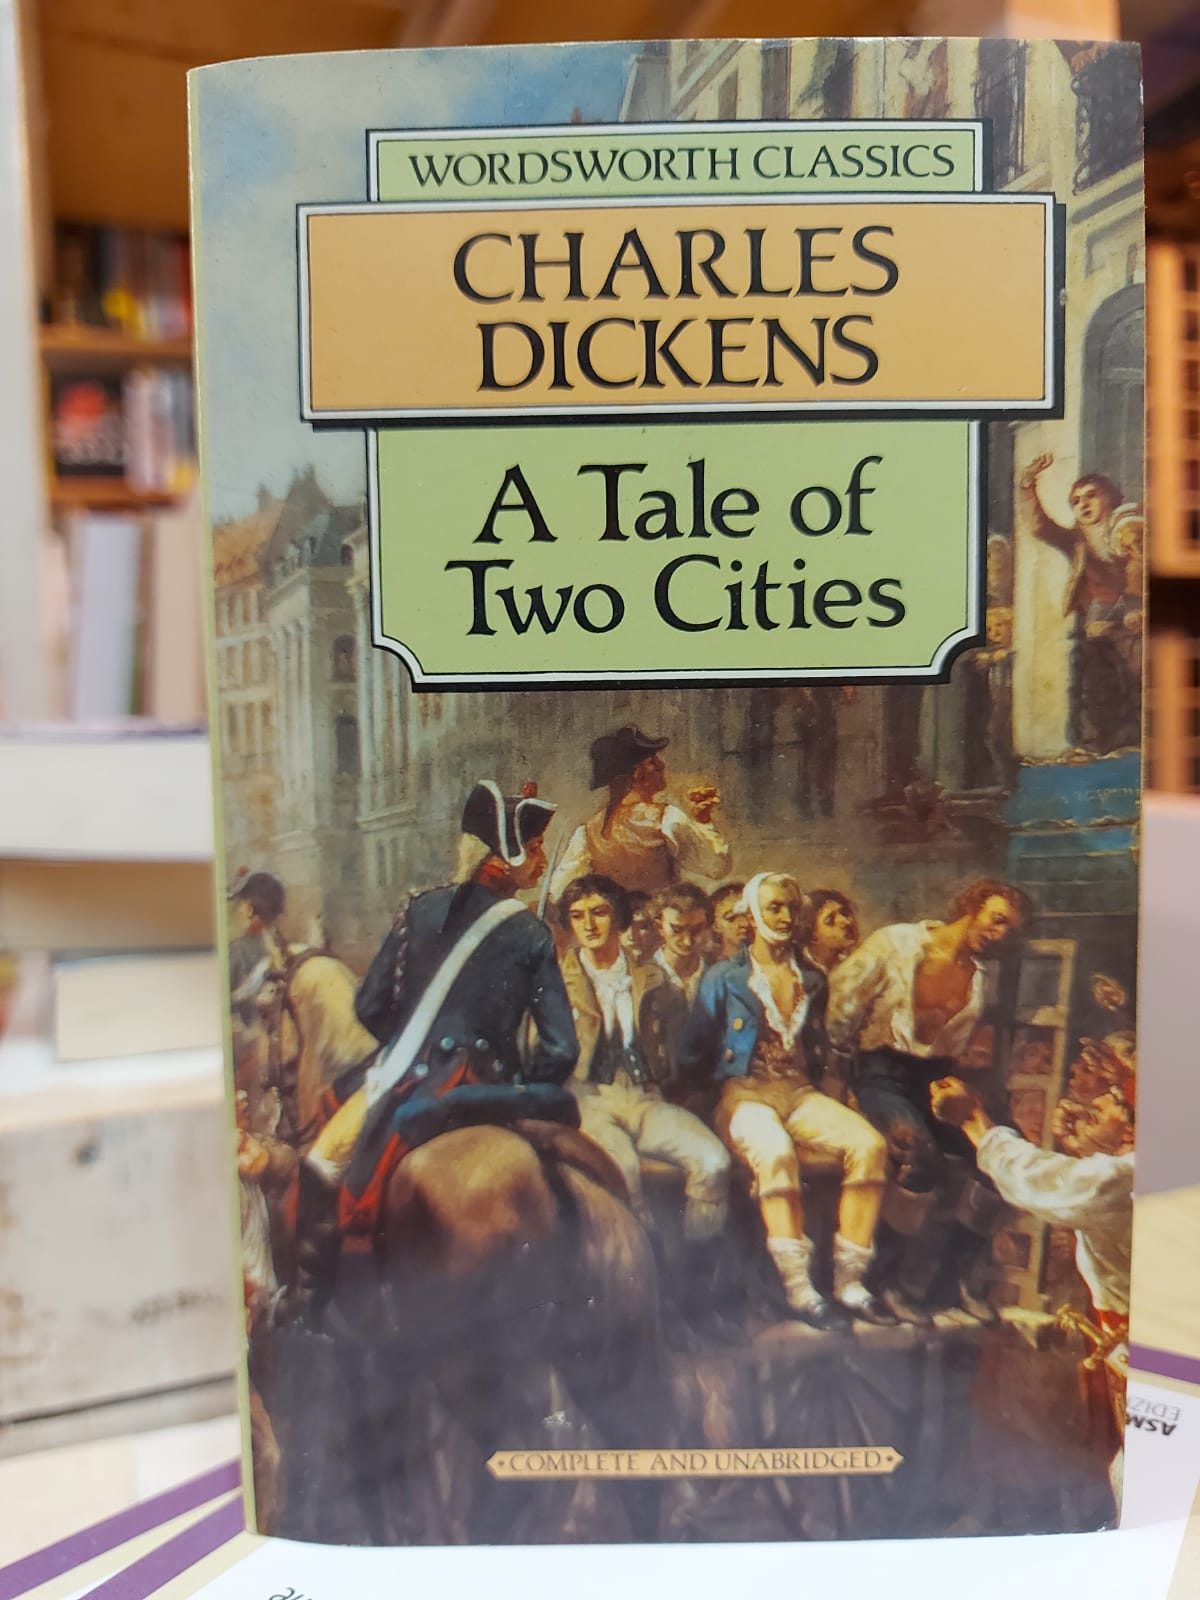 WORDSWORTH CLASSICS
CHARLES
DICKENS
A Tale of
Two Cities
COMPLETE AND UNABRIDGED